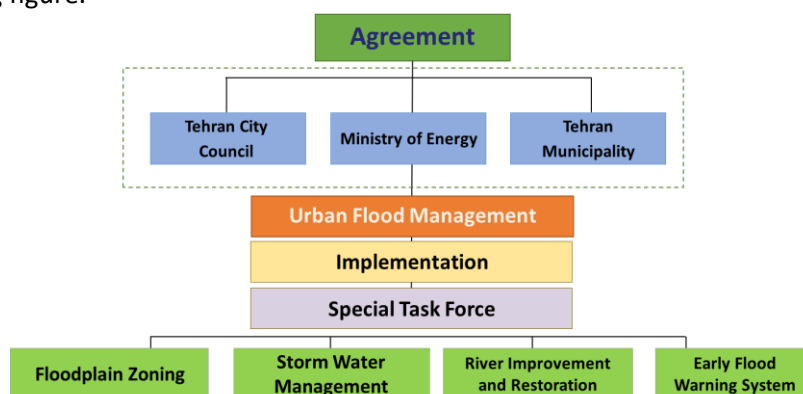 figure.
Agreement
Tehran City
Council
Ministry of Energy
Tehran
Municipality
Urban Flood Management
Implementation
Special Task Force
Floodplain Zoning
Storm Water
Management
River Improvement
and Restoration
Early Flood
Warning System